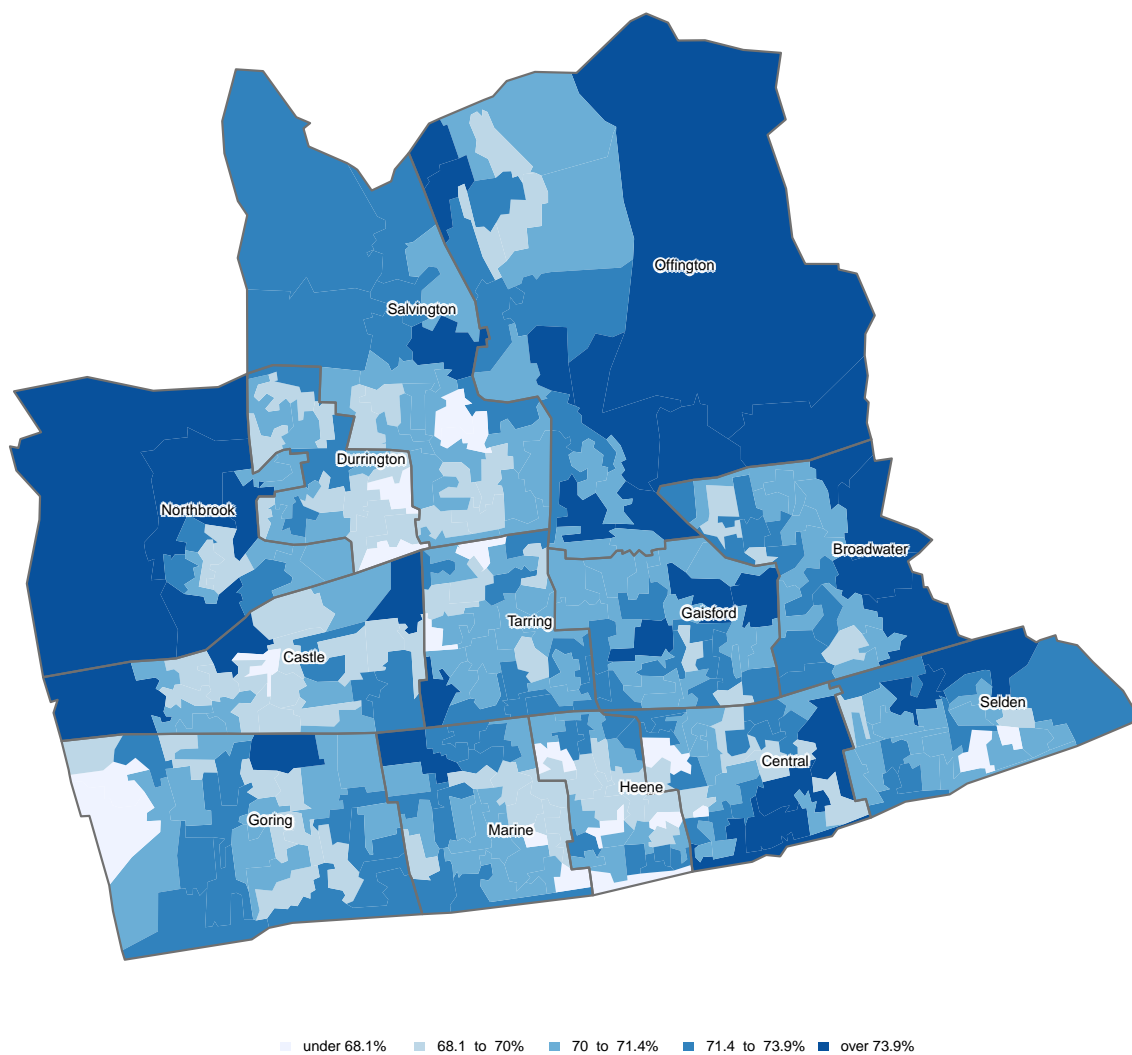 Offington
Salvington
Durrington
Northbrook
Broadwater
Gaisford
Tarring
Castle
Selden
Central
Heene
Goring
Marine
under 68.1%
68.1 to 70%
70 to 71.4%
71.4 to 73.9%
over 73.9%